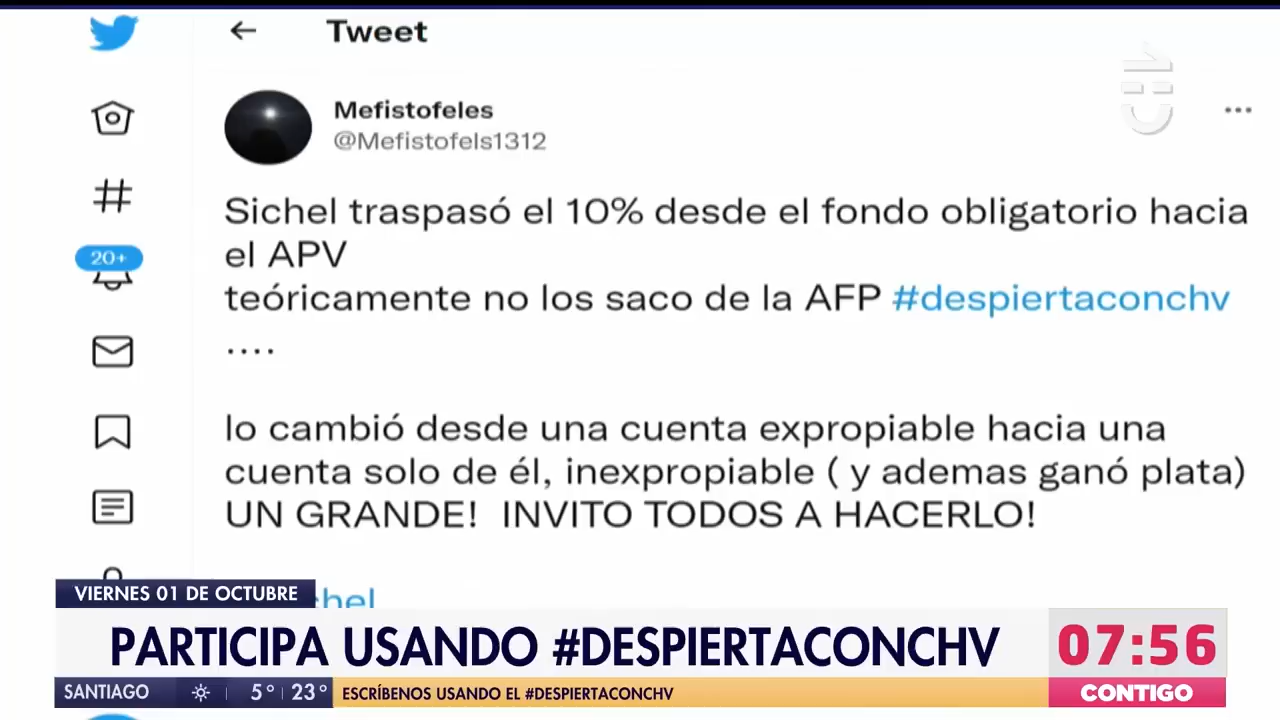 Tweet
Mefistofeles
@Mefistofels1312
Sichel traspasó el 10% desde el fondo obligatorio hacia
el APV
teóricamente no los saco de la AFP #despiertaconchv
....
lo cambió desde una cuenta expropiable hacia una
cuenta solo de él, inexpropiable ( y ademas ganó plata)
UN GRANDE!  INVITO TODOS A HACERLO!
20+
VIERNES 01 DE OCTUBRE
PARTICIPA USANDO #DESPIERTACONCHV
07:56
SANTIAGO 5° 23° ESCRÍBENOS USANDO EL #DESPIERTACONCHV
CONTIGO